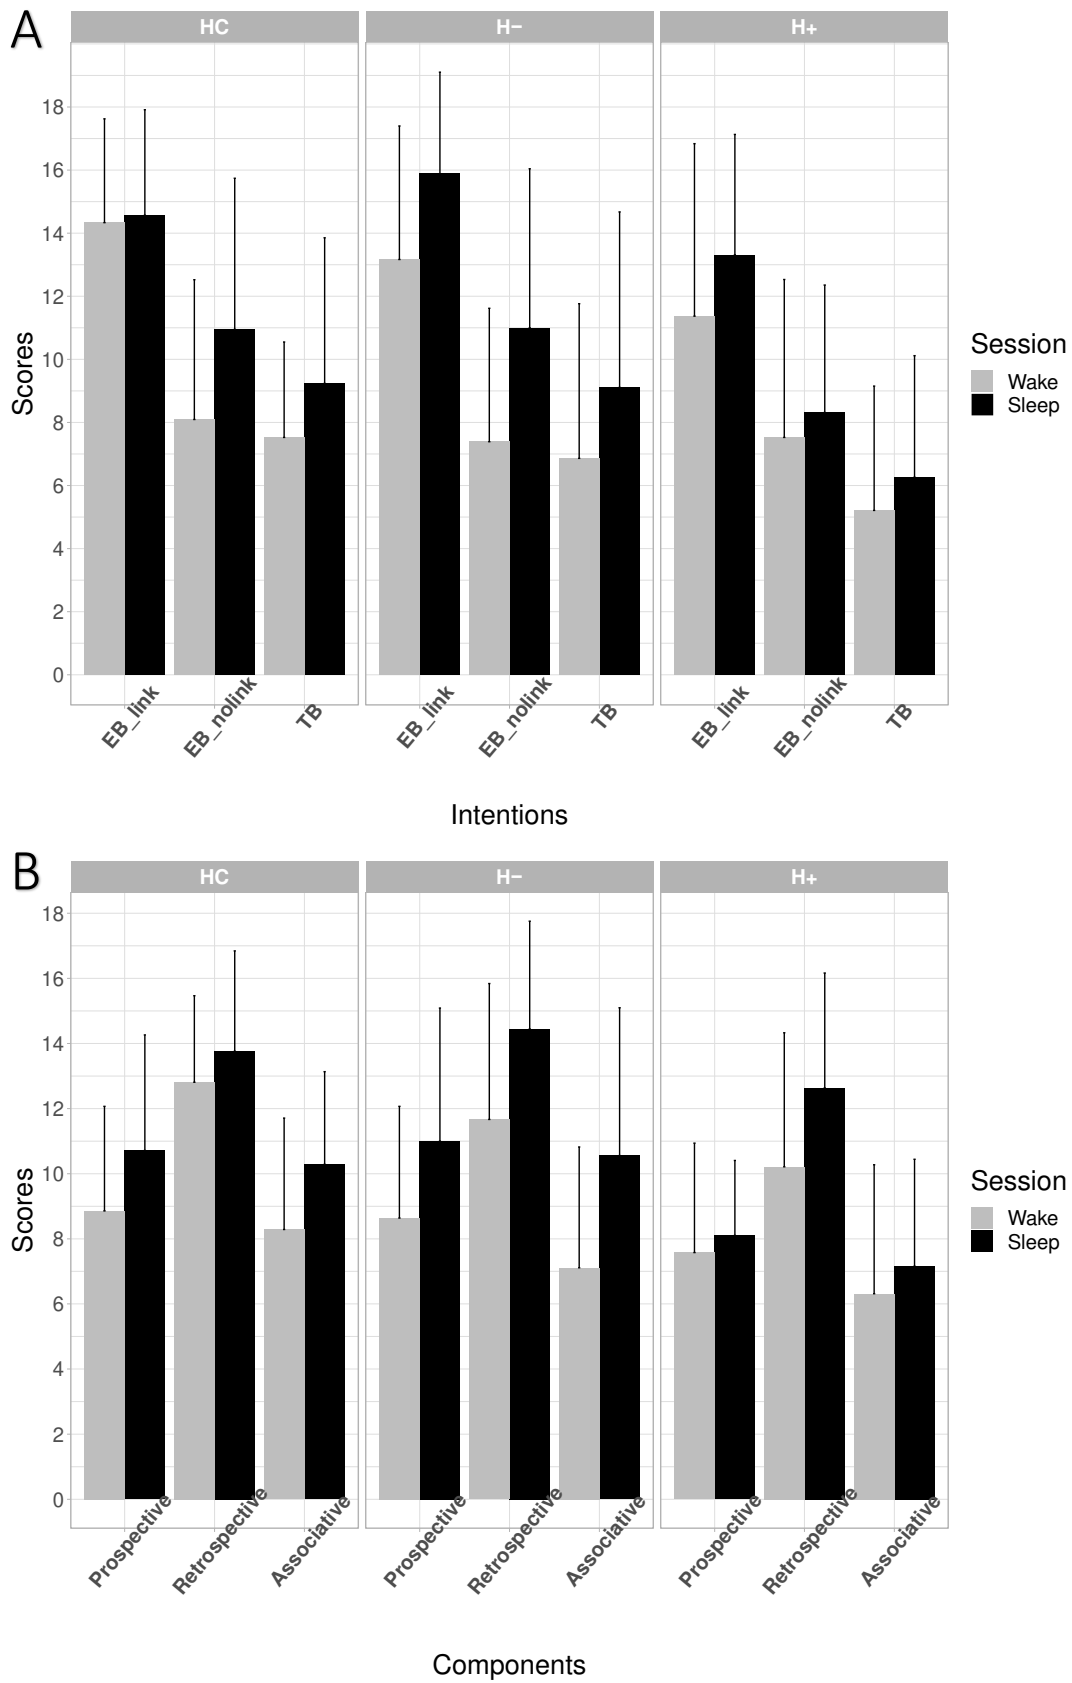 A
HC H− H+
18
16
14
12
10
8
6
4
2
0
Scores
EB_link EB_nolink TB EB_link EB_nolink TB EB_link EB_nolink TB
Intentions
Session
Wake
Sleep
B
HC H− H+
18
16
14
12
10
8
6
4
2
0
Scores
Prospective Retrospective Associative Prospective Retrospective Associative Prospective Retrospective Associative
Components
Session
Wake
Sleep